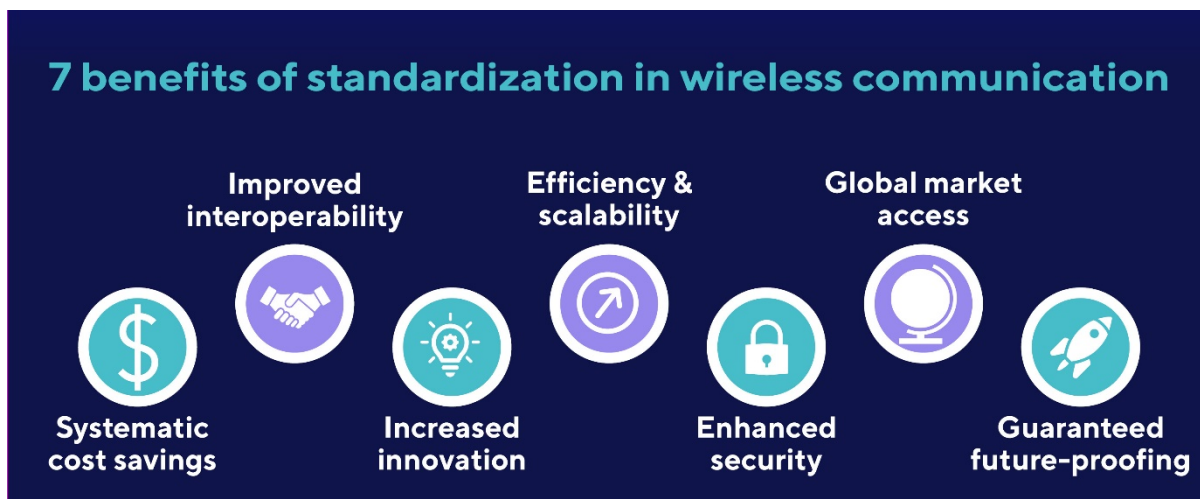 7 benefits of standardization in wireless communication
Systematic
cost savings
Improved
interoperability
Increased
innovation
Efficiency &
scalability
Enhanced
security
Global market
access
Guaranteed
future-proofing